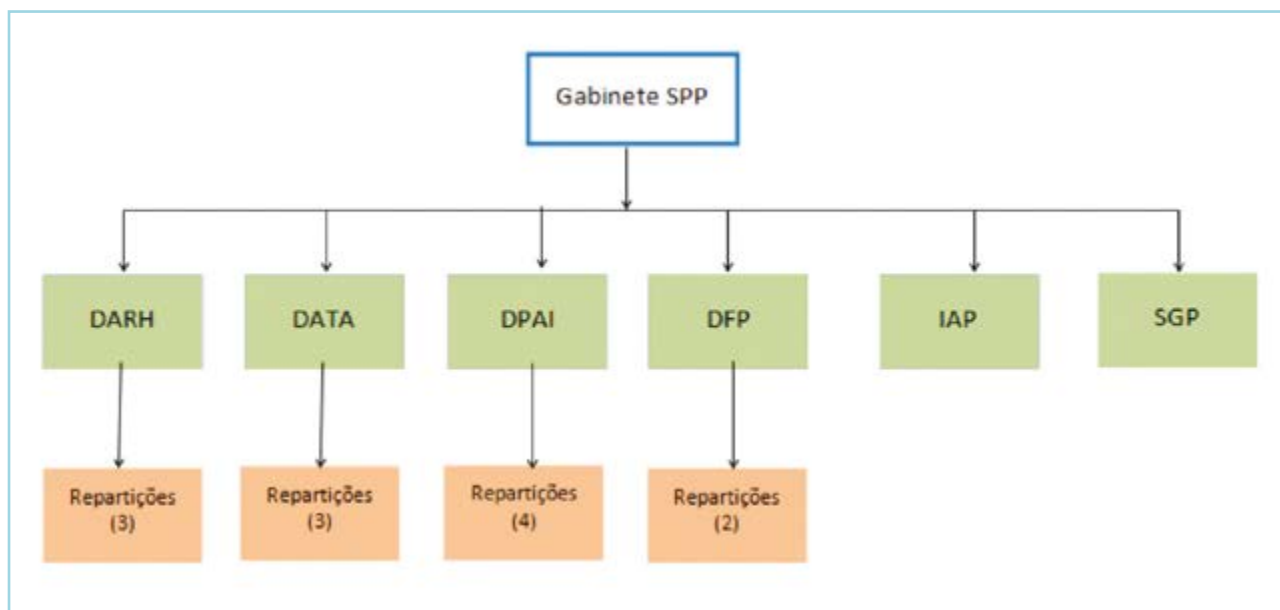 Gabinete SPP
DARH
DATA
DPAI
DFP
IAP
SGP
Repartições
(3)
Repartições
(3)
Repartições
(4)
Repartições
(2)